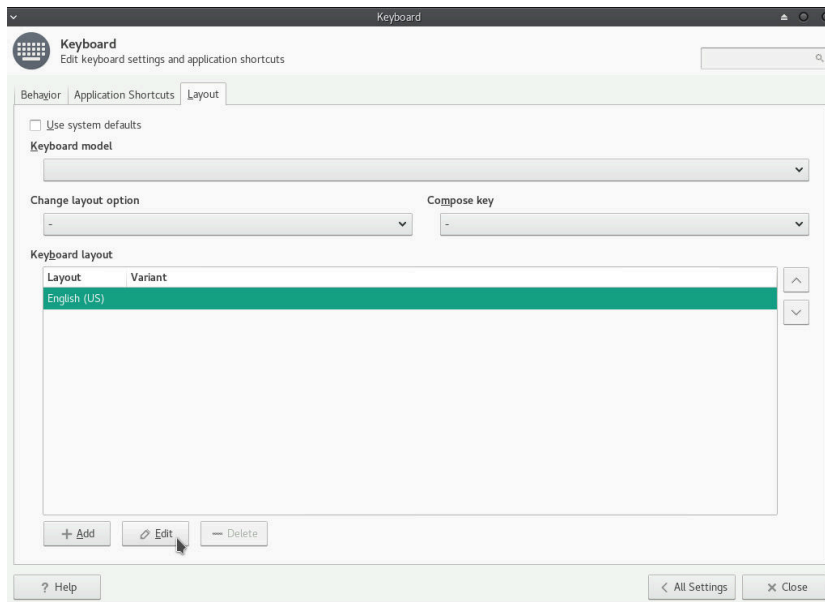 Keyboard
Keyboard
Edit keyboard settings and application shortcuts
Behavior Application Shortcuts Layout
Use system defaults
Keyboard model
Change layout option Compose key
- -
Keyboard layout
Layout Variant
English (US)
+ Add Edit — Delete
? Help < All Settings × Close